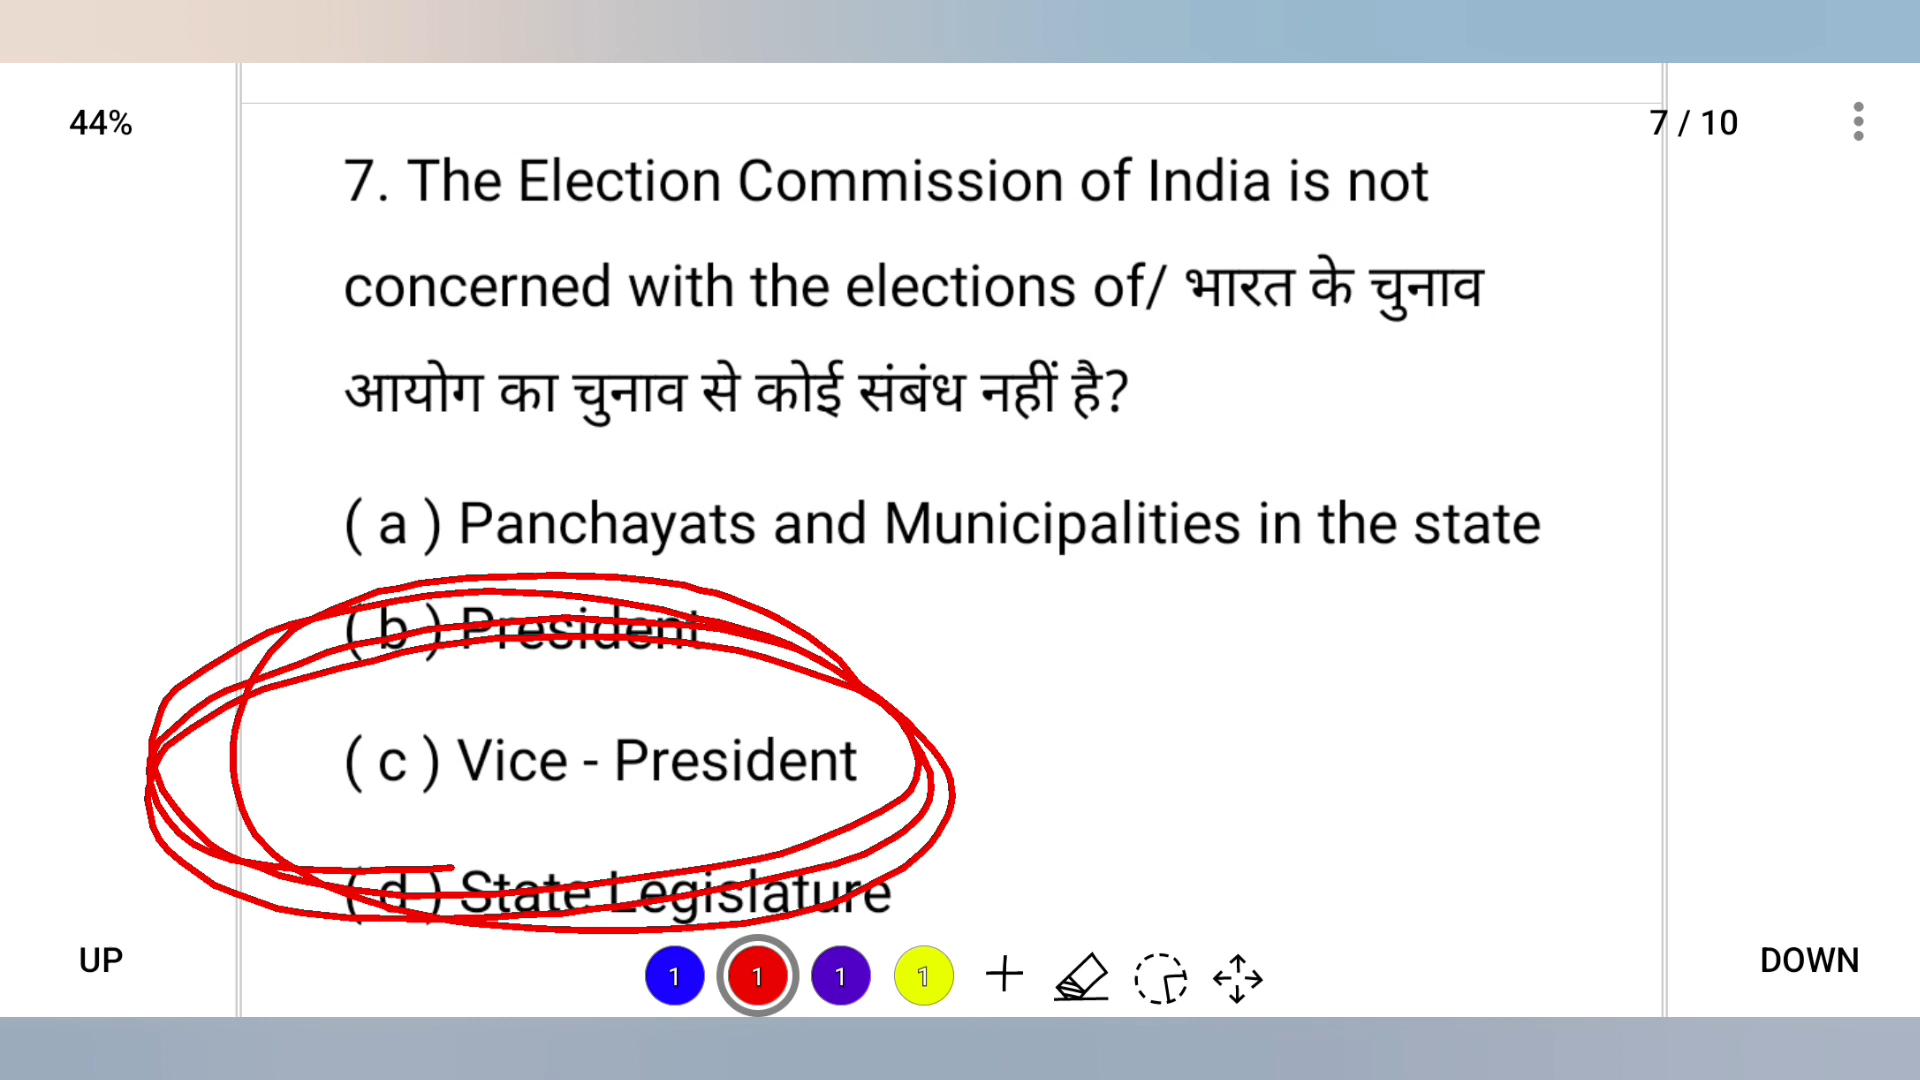 44%
7 / 10
7. The Election Commission of India is not
concerned with the elections of/ भारत के चुनाव
आयोग का चुनाव से कोई संबंध नहीं है?
( a ) Panchayats and Municipalities in the state
( b ) President
( c ) Vice - President
( d ) State Legislature
UP
DOWN
1 1 1 1